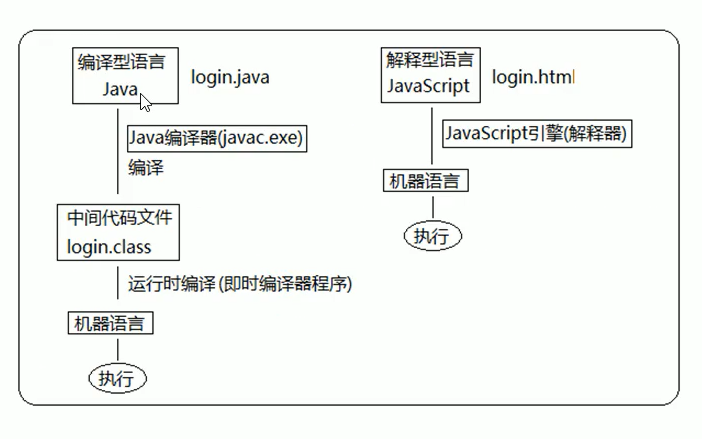 编译型语言
Java
login.java
Java编译器(javac.exe)
编译
中间代码文件
login.class
运行时编译(即时编译器程序)
机器语言
执行
解释型语言
JavaScript
login.html
JavaScript引擎(解释器)
机器语言
执行